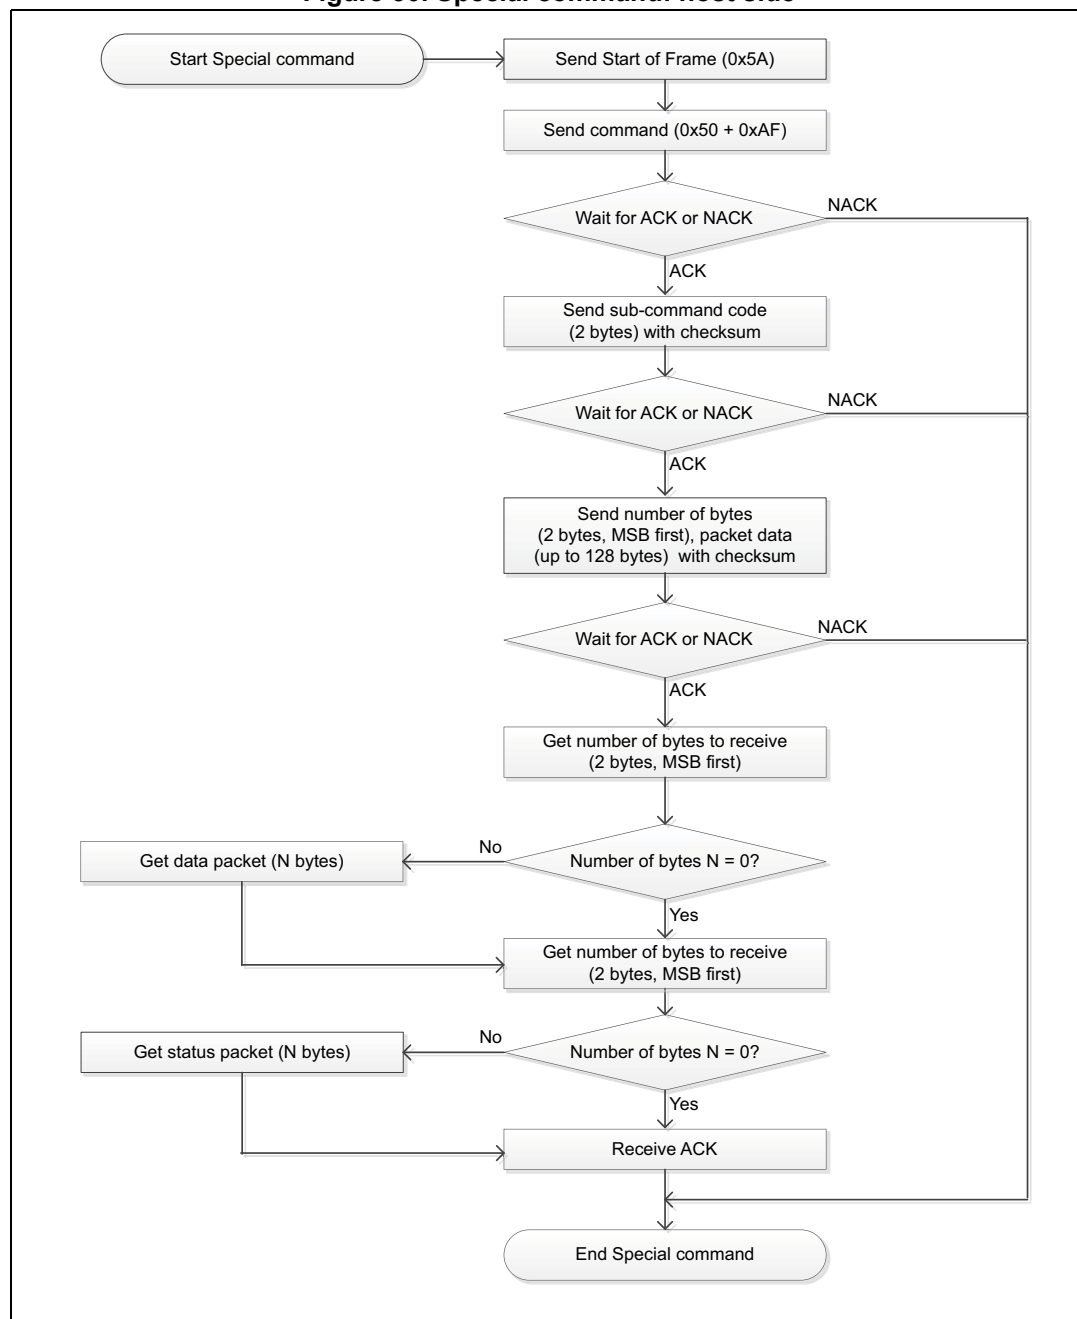 Figure Special command: host side
Start Special command
Send Start of Frame (0x5A)
Send command (0x50 + 0xAF)
Wait for ACK or NACK
NACK
ACK
Send sub-command code
(2 bytes) with checksum
Wait for ACK or NACK
NACK
ACK
Send number of bytes
(2 bytes, MSB first), packet data
(up to 128 bytes) with checksum
Wait for ACK or NACK
NACK
ACK
Get number of bytes to receive
(2 bytes, MSB first)
Get data packet (N bytes)
No
Number of bytes N = 0?
Yes
Get number of bytes to receive
(2 bytes, MSB first)
Get status packet (N bytes)
No
Number of bytes N = 0?
Yes
Receive ACK
End Special command